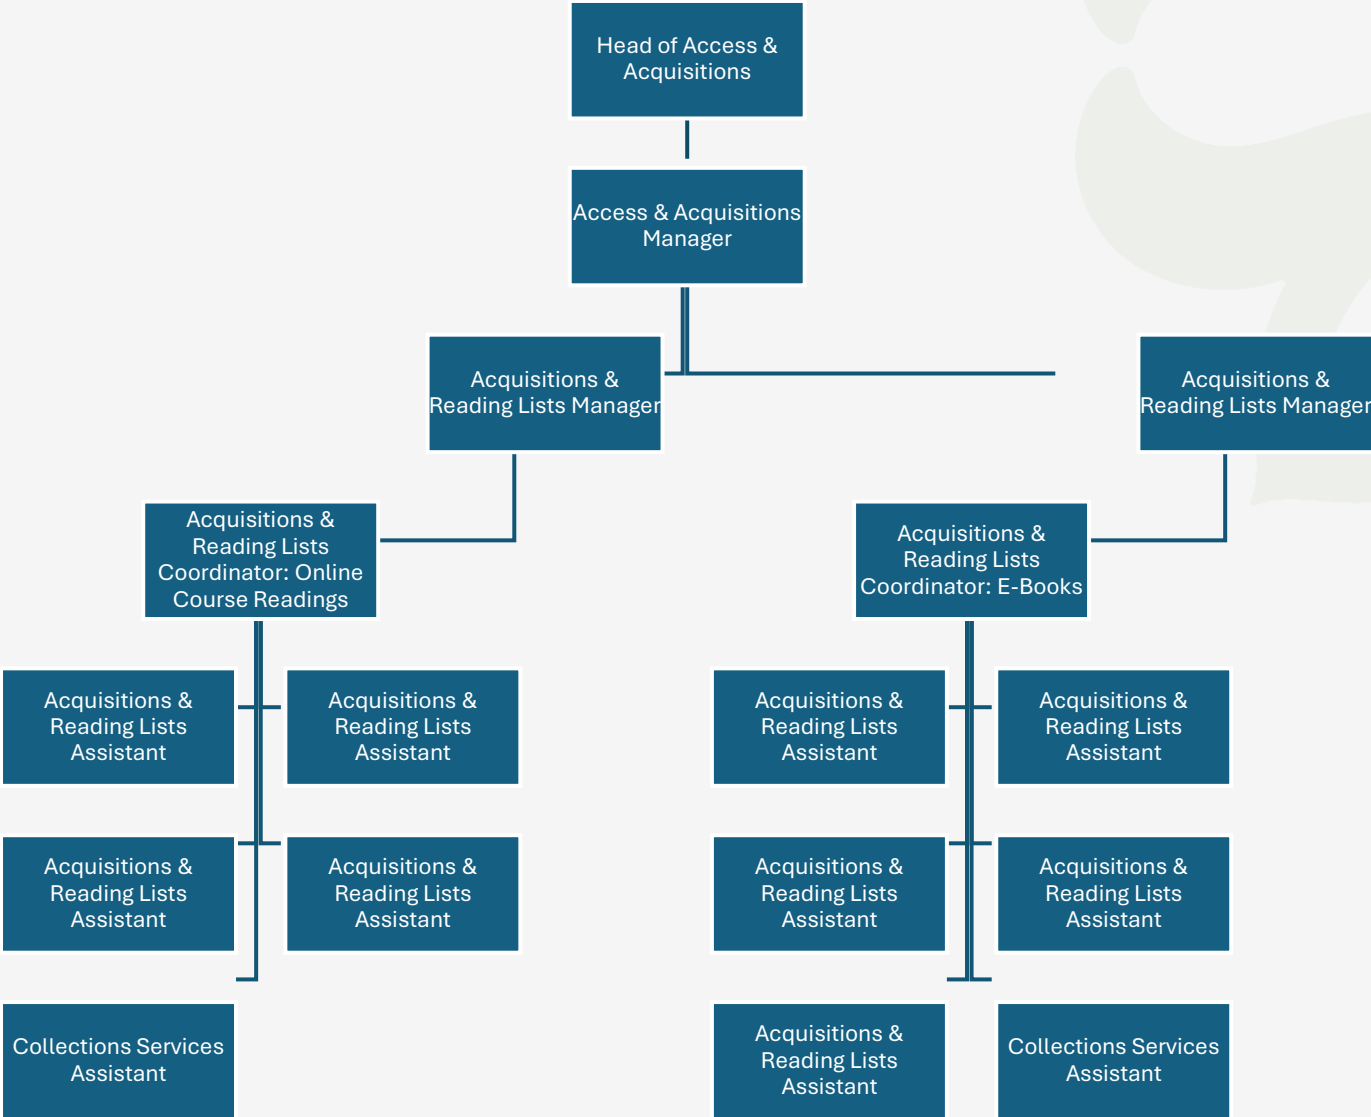 Head of Access &
Acquisitions
Access & Acquisitions
Manager
Acquisitions &
Reading Lists Manager
Acquisitions &
Reading Lists Manager
Acquisitions &
Reading Lists
Coordinator: Online
Course Readings
Acquisitions &
Reading Lists
Coordinator: E-Books
Acquisitions &
Reading Lists
Assistant
Acquisitions &
Reading Lists
Assistant
Acquisitions &
Reading Lists
Assistant
Acquisitions &
Reading Lists
Assistant
Acquisitions &
Reading Lists
Assistant
Acquisitions &
Reading Lists
Assistant
Acquisitions &
Reading Lists
Assistant
Acquisitions &
Reading Lists
Assistant
Collections Services
Assistant
Acquisitions &
Reading Lists
Assistant
Collections Services
Assistant